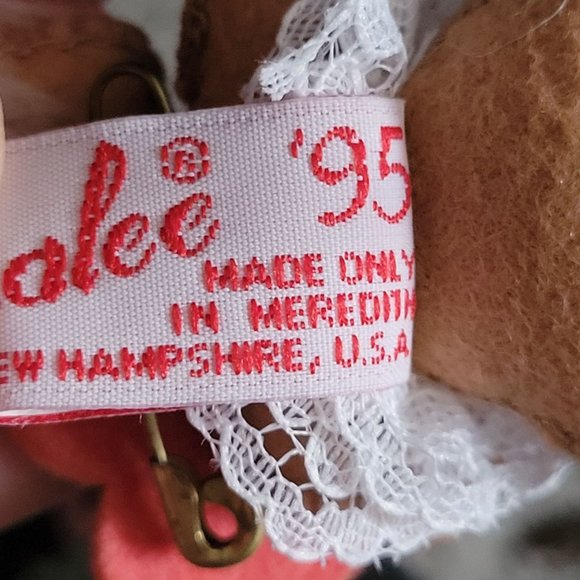 alee® '95
MADE ONLY
IN MEREDITH
EW HAMPSHIRE, U.S.A